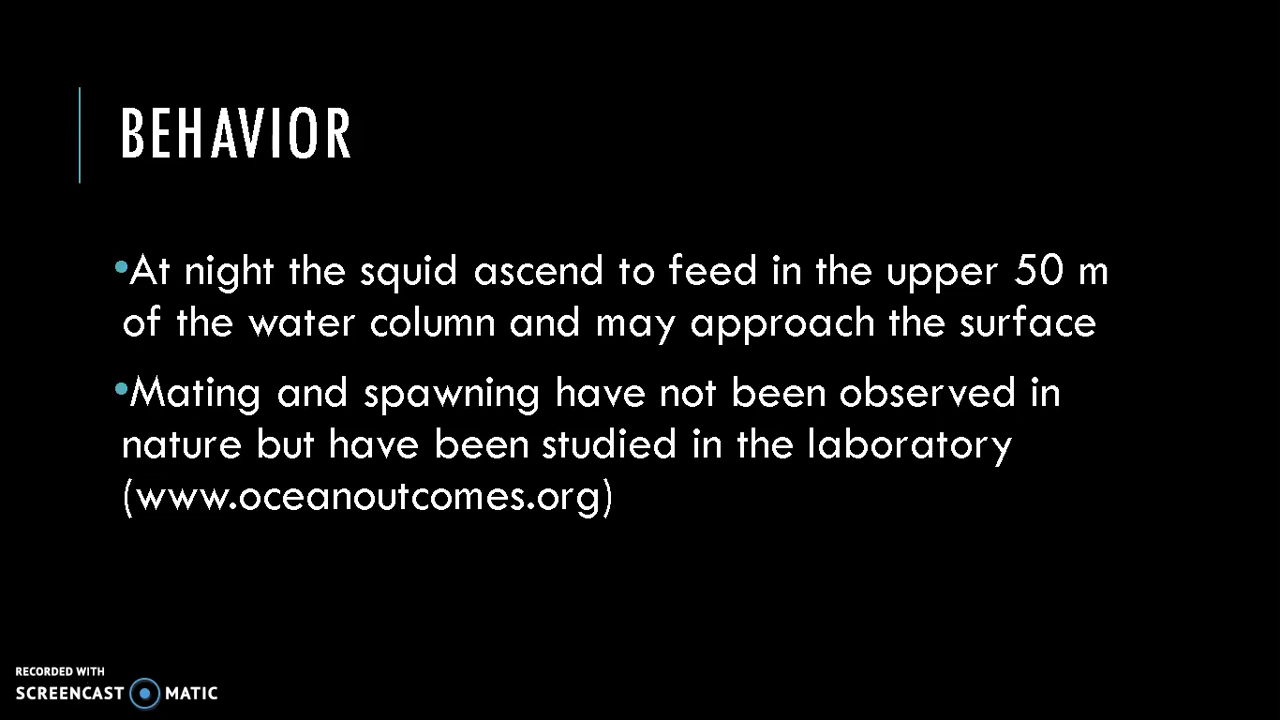 BEHAVIOR
•At night the squid ascend to feed in the upper 50 m
of the water column and may approach the surface
•Mating and spawning have not been observed in
nature but have been studied in the laboratory
(www.oceanoutcomes.org)
RECORDED WITH
SCREENCAST MATIC